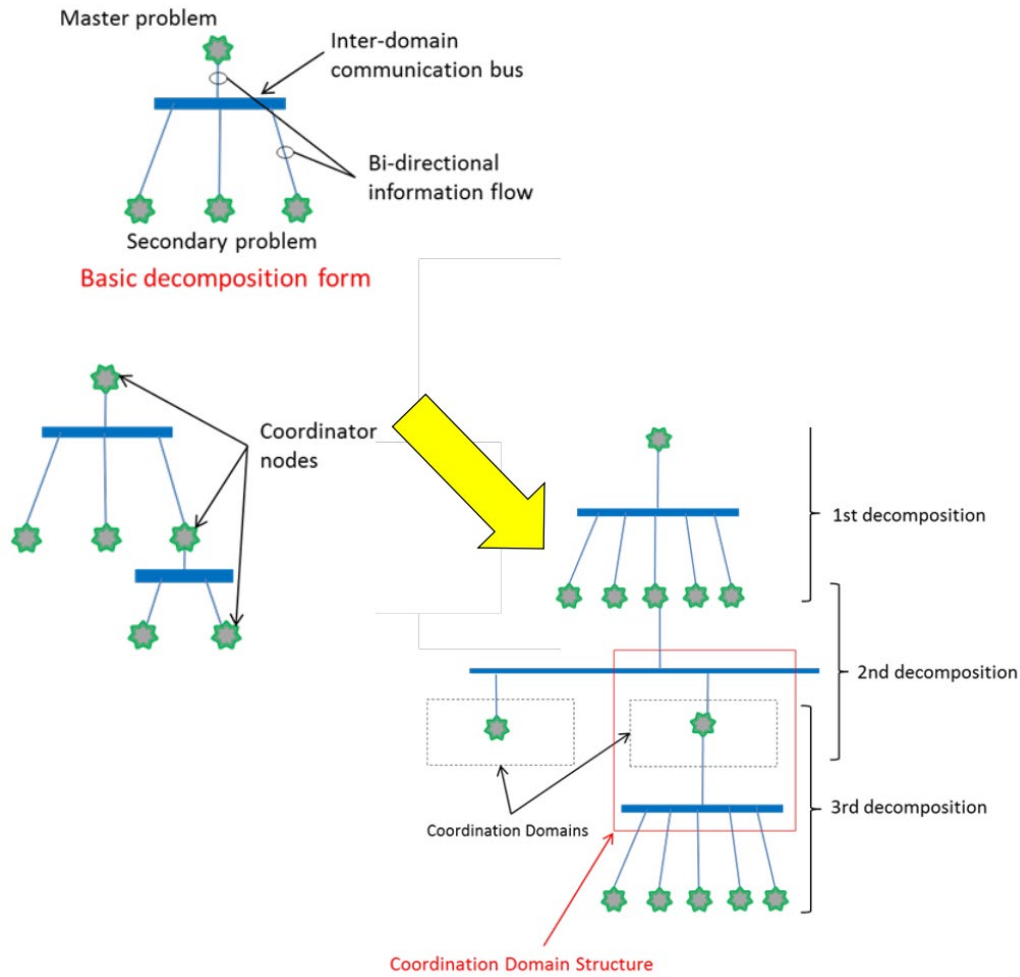 Master problem
Inter-domain
communication bus
Bi-directional
information flow
Secondary problem
Basic decomposition form
Coordinator
nodes
1st decomposition
2nd decomposition
3rd decomposition
Coordination Domains
Coordination Domain Structure